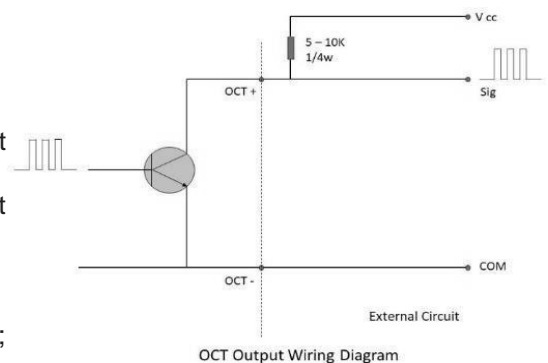 V cc
5 – 10K
1/4w
OCT +
Sig
t
t
COM
OCT -
External Circuit
;
OCT Output Wiring Diagram